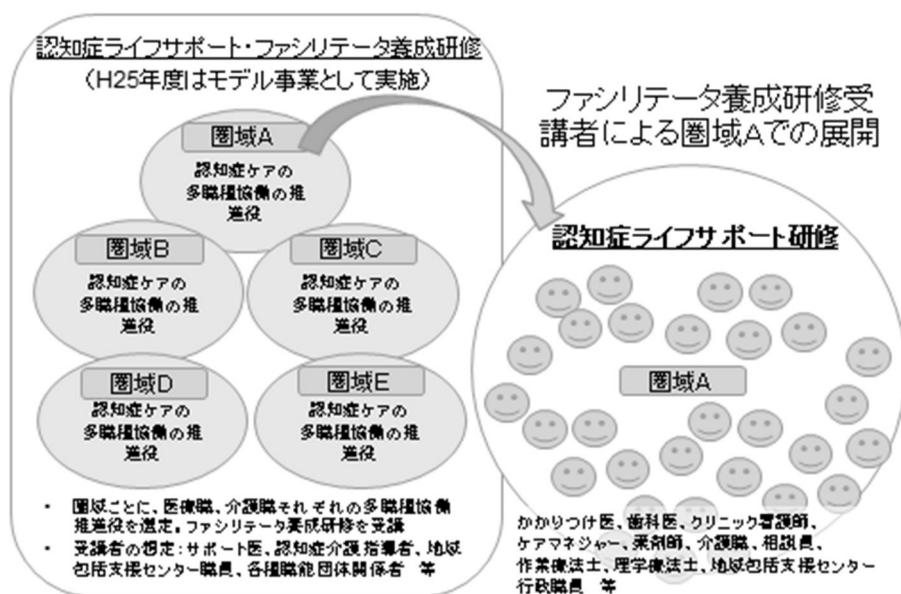 認知症ライフサポート・ファシリテータ養成研修
（H25年度はモデル事業として実施）
圏域A
認知症ケアの
多職種協働の推
進役
圏域B
認知症ケアの
多職種協働の推
進役
圏域C
認知症ケアの
多職種協働の推
進役
圏域D
認知症ケアの
多職種協働の推
進役
圏域E
認知症ケアの
多職種協働の推
進役
・ 圏域ごとに、医療職、介護職それぞれの多職種協働
推進役を選定。ファシリテータ養成研修を受講
・ 受講者の想定：サポート医、認知症介護指導者、地域
包括支援センター職員、各種職能団体関係者 等
ファシリテータ養成研修受
講者による圏域Aでの展開
認知症ライフサポート研修
圏域A
かかりつけ医、歯科医、クリニック看護師、
ケアマネジャー、薬剤師、介護職、相談員、
作業療法士、理学療法士、地域包括支援センター
行政職員 等